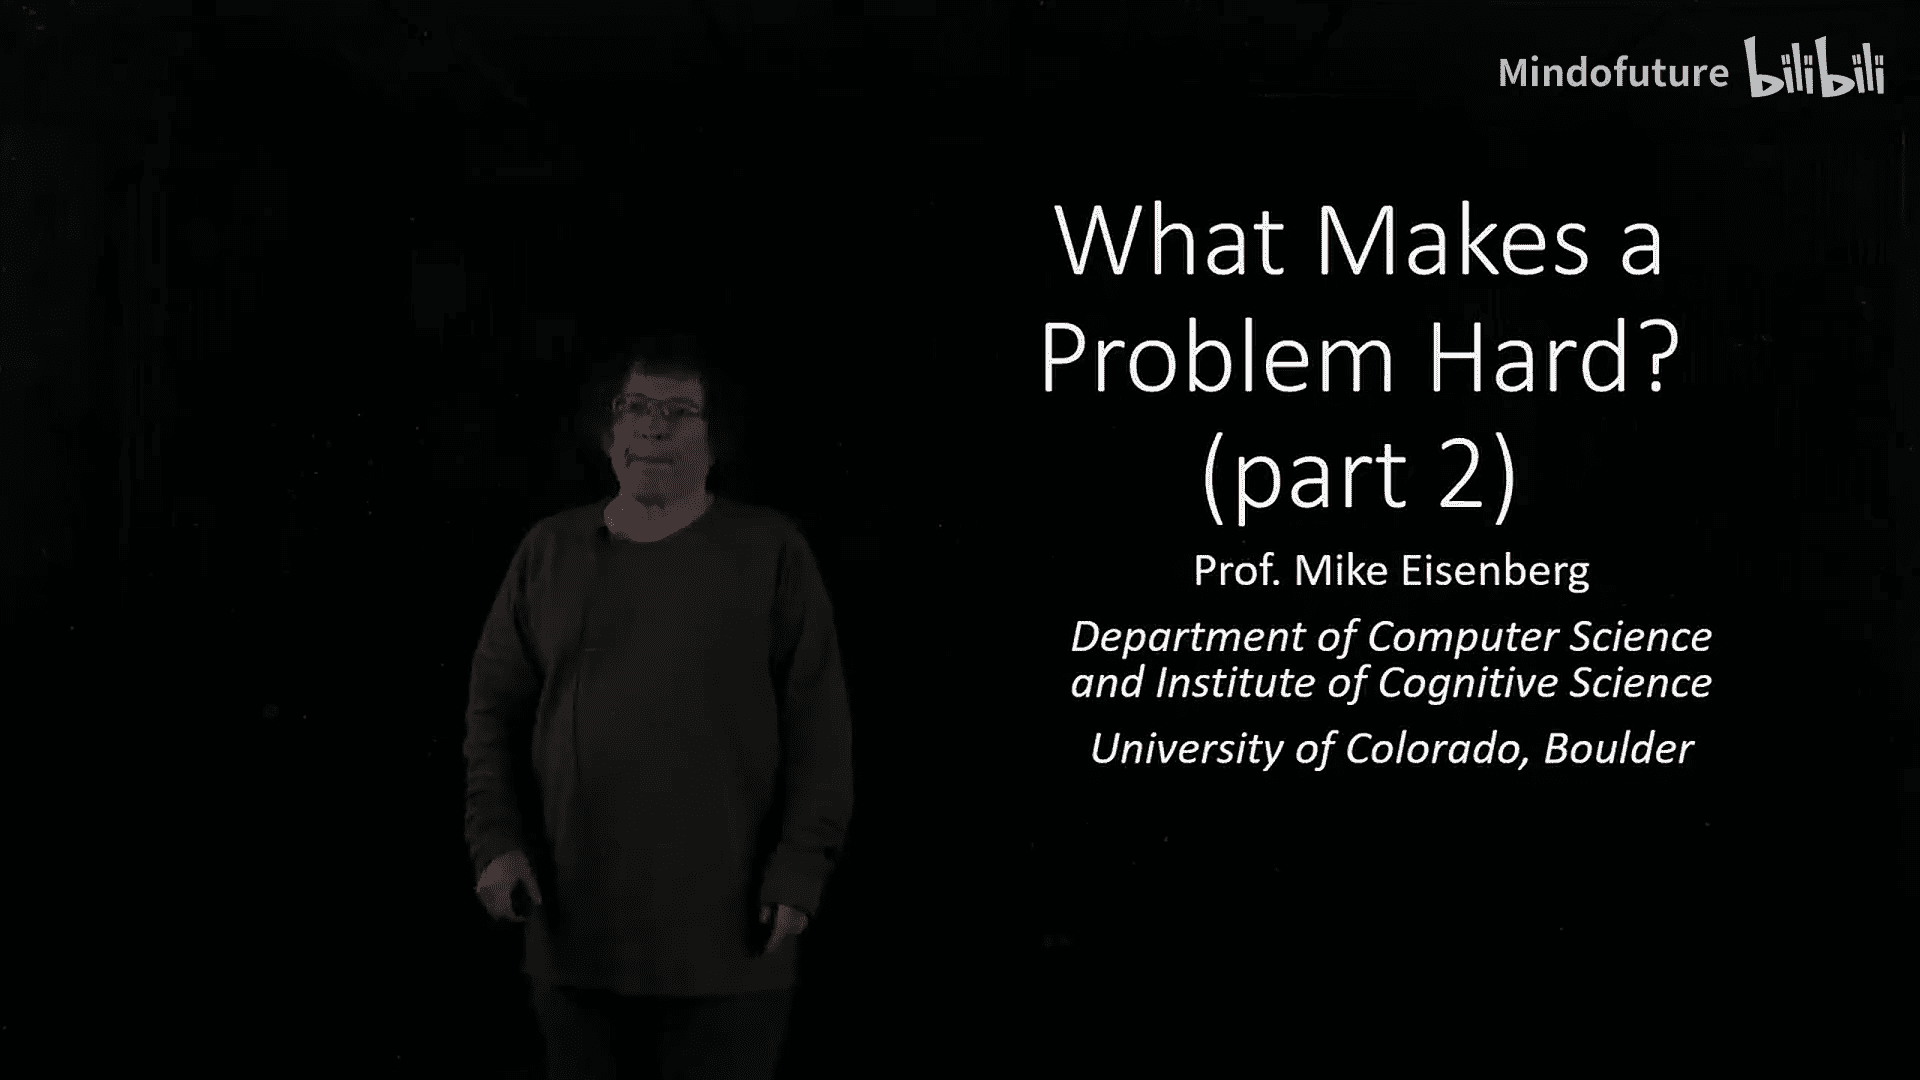 Mindofuture bilibili
What Makes a
Problem Hard?
(part 2)
Prof. Mike Eisenberg
Department of Computer Science
and Institute of Cognitive Science
University of Colorado, Boulder